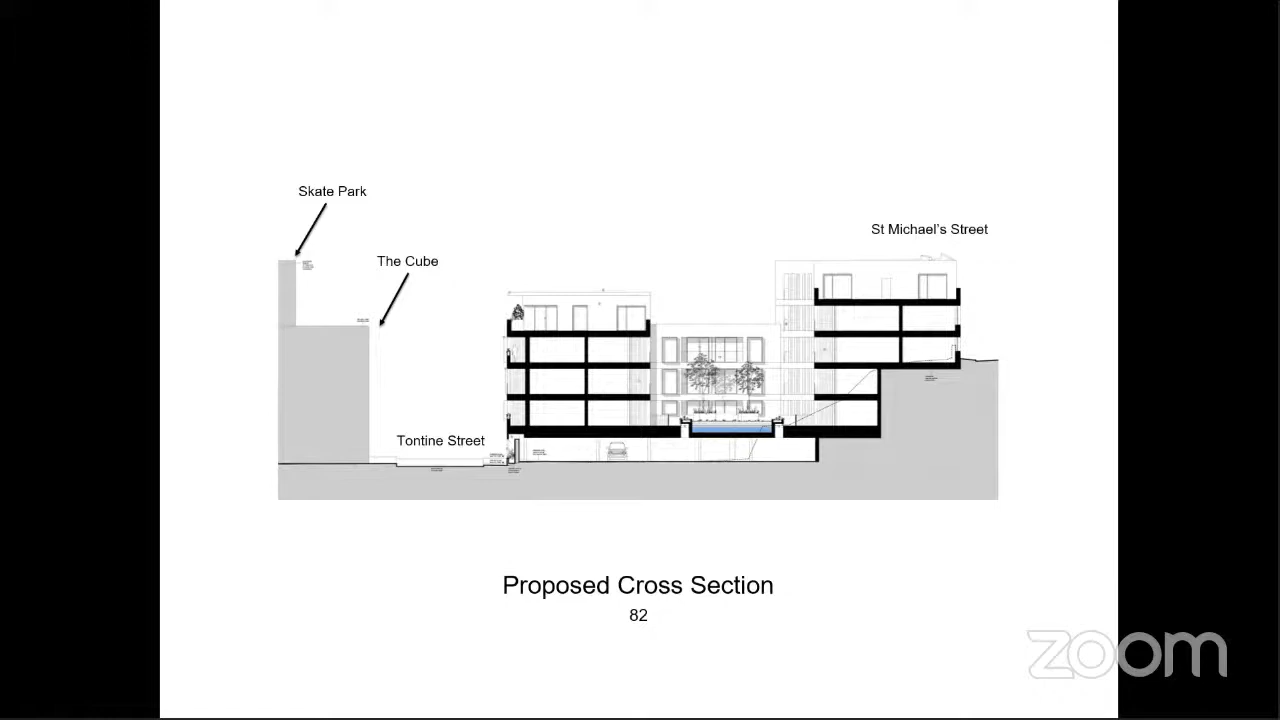 Skate Park
St Michael's Street
The Cube
Tontine Street
Proposed Cross Section
82
zoom